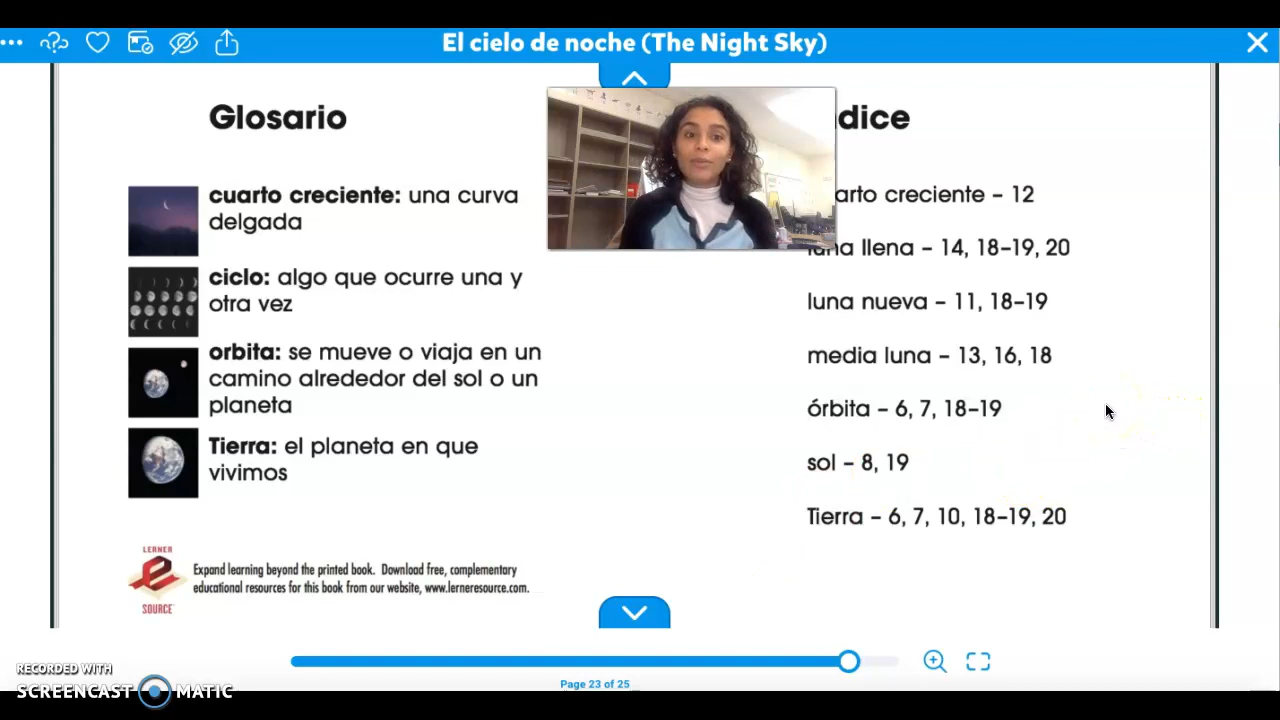 El cielo de noche (The Night Sky)
Glosario
cuarto creciente: una curva
delgada
ciclo: algo que ocurre una y
otra vez
orbita: se mueve o viaja en un
camino alrededor del sol o un
planeta
Tierra: el planeta en que
vivimos
LERNER
e
SOURCE™
Expand learning beyond the printed book. Download free, complementary
educational resources for this book from our website, www.lerneresource.com.
dice
arto creciente – 12
luna llena – 14, 18–19, 20
luna nueva – 11, 18–19
media luna – 13, 16, 18
órbita – 6, 7, 18–19
sol – 8, 19
Tierra – 6, 7, 10, 18–19, 20
Page 23 of 25
RECORDED WITH
SCREENCAST MATIC